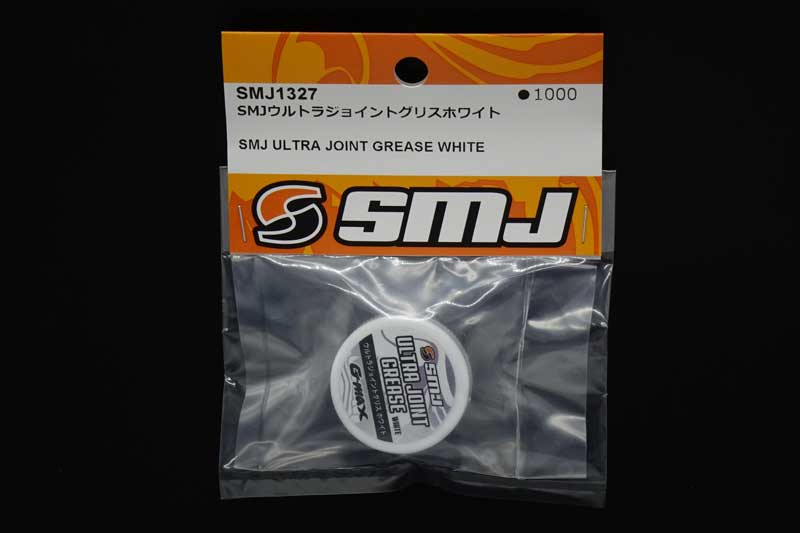 SMJ1327
●1000
SMJウルトラジョイントグリスホワイト
SMJ ULTRA JOINT GREASE WHITE
SMJ
SMJ
ULTRA JOINT
GREASE WHITE
ウルトラジョイントグリス ホワイト
G-MAX